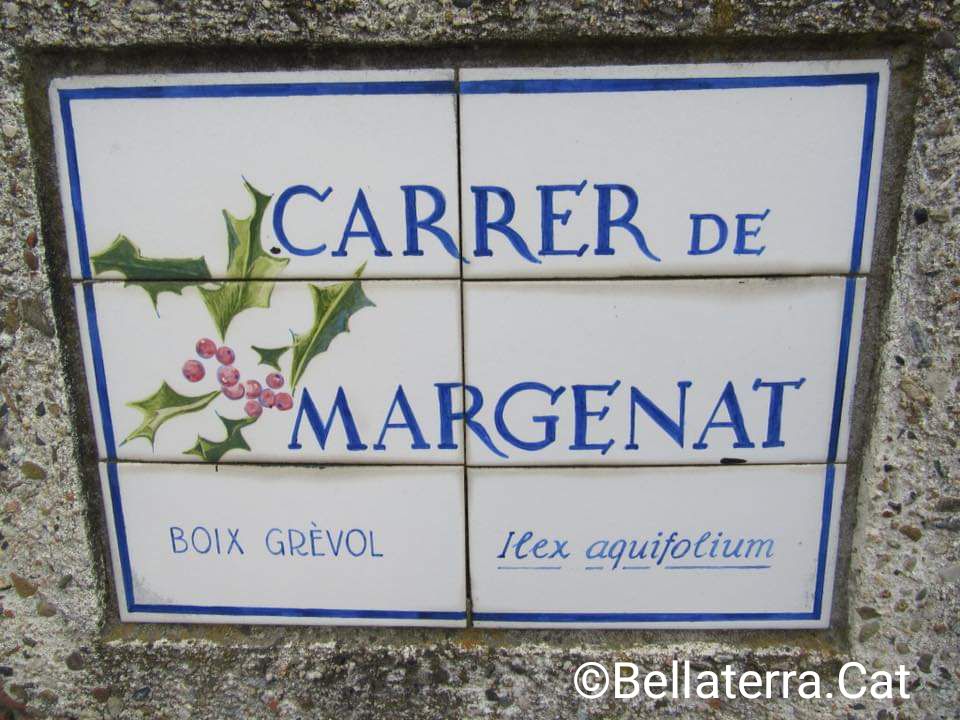 CARRER DE
MARGENAT
BOIX GRÈVOL
Ilex aquifolium
©Bellaterra.Cat